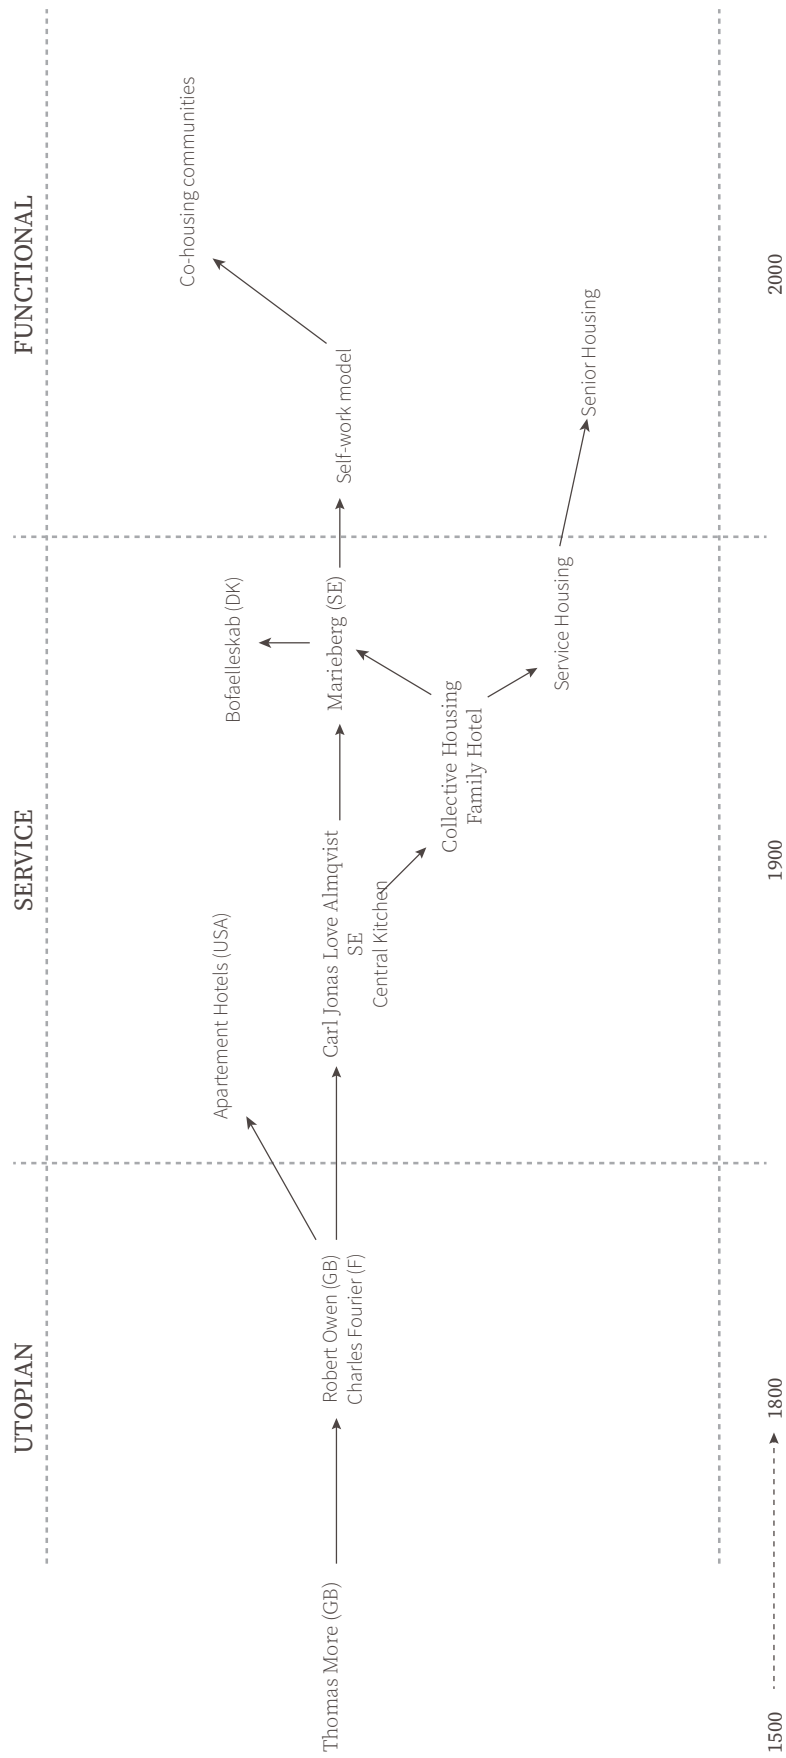 UTOPIAN
SERVICE
FUNCTIONAL
Co-housing communities
Apartement Hotels (USA)
Bofaelleskab (DK)
Thomas More (GB)
Robert Owen (GB)
Charles Fourier (F)
Carl Jonas Love Almqvist
SE
Central Kitchen
Marieberg (SE)
Self-work model
Collective Housing
Family Hotel
Service Housing
Senior Housing
1500
1800
1900
2000